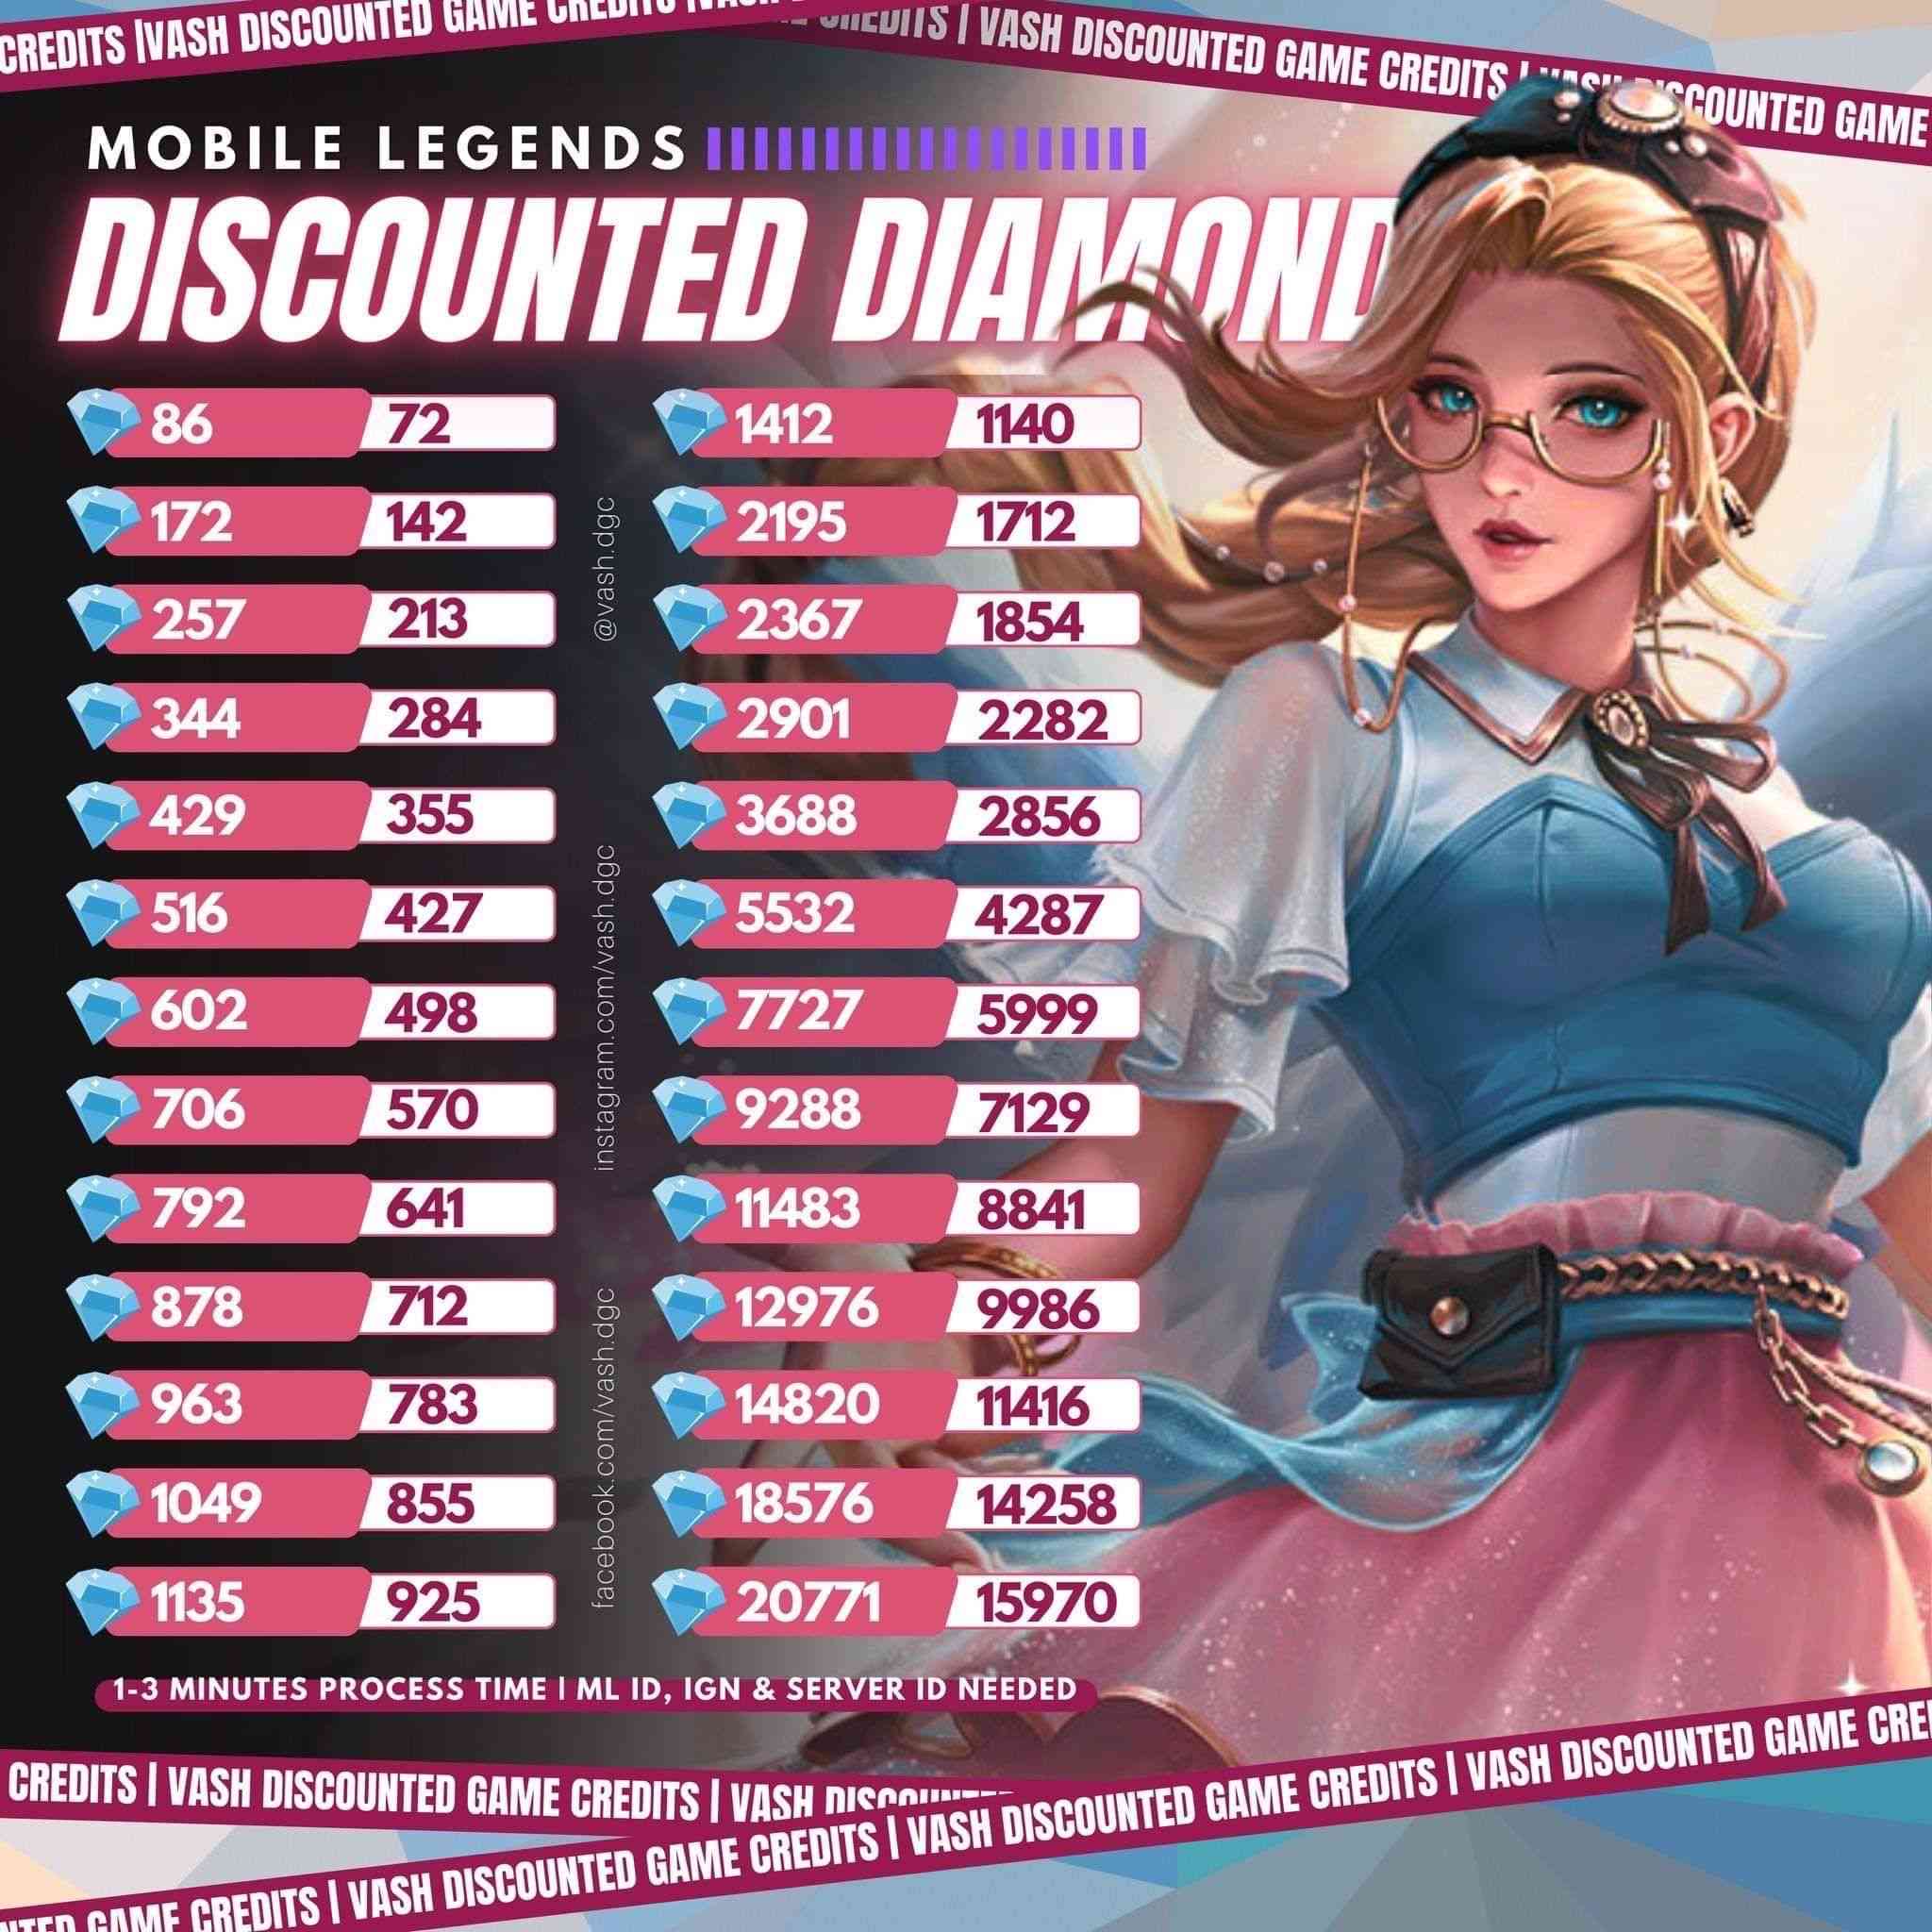 CREDITS |VASH DISCOUNTED GAME CREDITS |VASH
CREDITS | VASH DISCOUNTED GAME CREDITS | VASH DISCOUNTED GAME
MOBILE LEGENDS
DISCOUNTED DIAMOND
86 72
172 142
257 213
344 284
429 355
516 427
602 498
706 570
792 641
878 712
963 783
1049 855
1135 925
@vash.dgc
instagram.com/vash.dgc
facebook.com/vash.dgc
1412 1140
2195 1712
2367 1854
2901 2282
3688 2856
5532 4287
7727 5999
9288 7129
11483 8841
12976 9986
14820 11416
18576 14258
20771 15970
1-3 MINUTES PROCESS TIME | ML ID, IGN & SERVER ID NEEDED
CREDITS | VASH DISCOUNTED GAME CREDITS | VASH
GAME CREDITS | VASH DISCOUNTED GAME CREDITS | VASH DISCOUNTED GAME CREDITS | VASH DISCOUNTED GAME